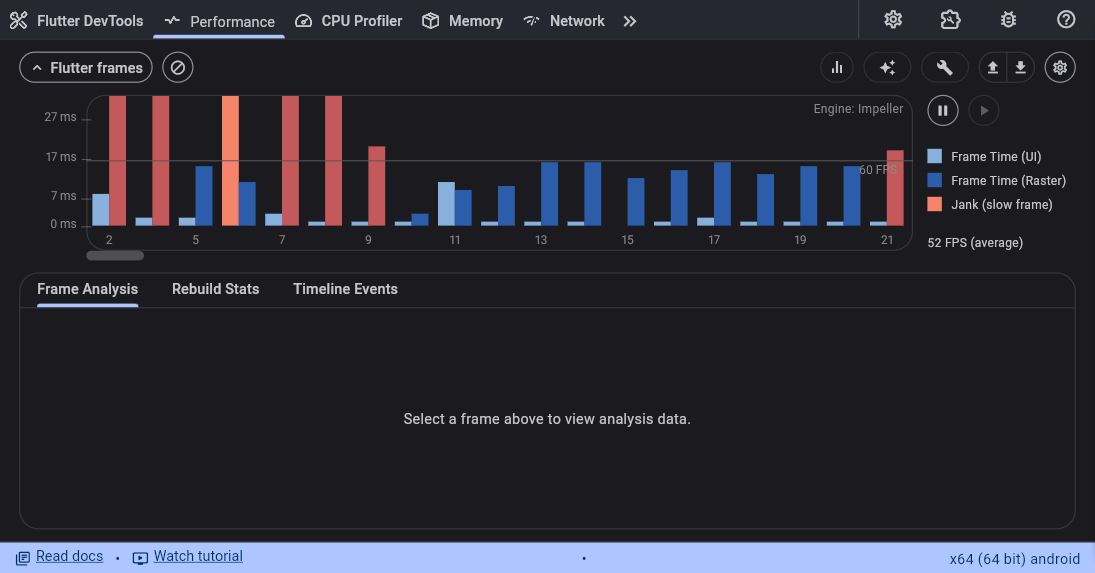 Flutter DevTools Performance CPU Profiler Memory Network
Flutter frames
Engine: Impeller
27 ms
17 ms
60 FPS
7 ms
0 ms
2 5 7 9 11 13 15 17 19 21
Frame Time (UI)
Frame Time (Raster)
Jank (slow frame)
52 FPS (average)
Frame Analysis Rebuild Stats Timeline Events
Select a frame above to view analysis data.
Read docs • Watch tutorial • x64 (64 bit) android